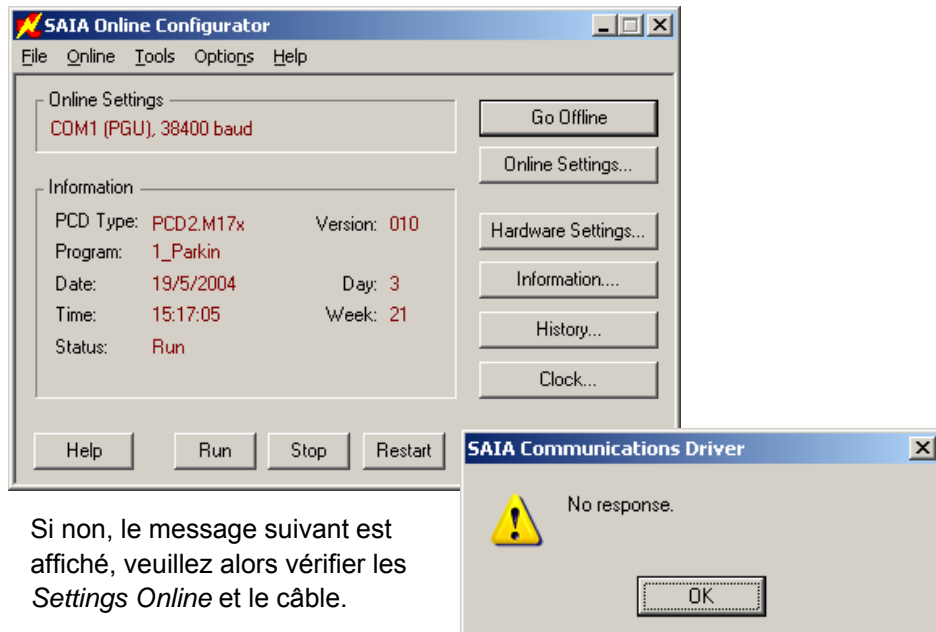 SAIA Online Configurator
File Online Tools Options Help
Online Settings
COM1 (PGU), 38400 baud
Go Offline
Online Settings...
Information
PCD Type: PCD2.M17x Version: 010
Program: 1_Parkin
Date: 19/5/2004 Day: 3
Time: 15:17:05 Week: 21
Status: Run
Hardware Settings...
Information....
History...
Clock...
Help Run Stop Restart
SAIA Communications Driver
No response.
OK
Si non, le message suivant est
affiché, veuillez alors vérifier les
Settings Online et le câble.